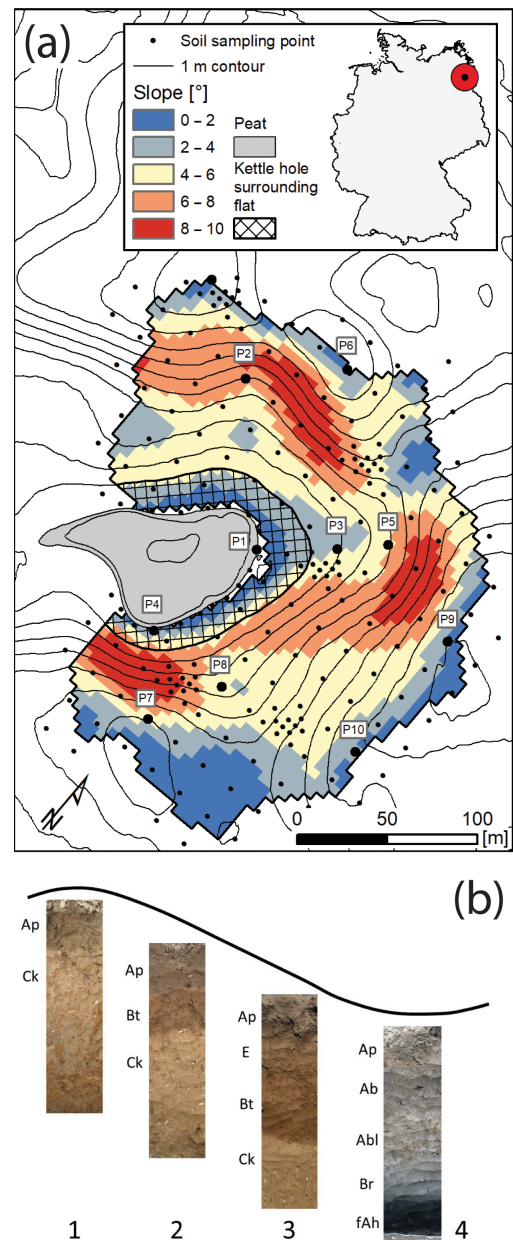 (a)
Soil sampling point
1 m contour
Slope [°]
0 – 2
2 – 4
4 – 6
6 – 8
8 – 10
Peat
Kettle hole
surrounding
flat
P6
P2
P1
P3
P5
P4
P9
P8
P7
P10
N
0 50 100
[m]
(b)
Ap
Ck
Ap
Bt
Ck
Ap
E
Bt
Ck
Ap
Ab
Abl
Br
fAh
1 2 3 4